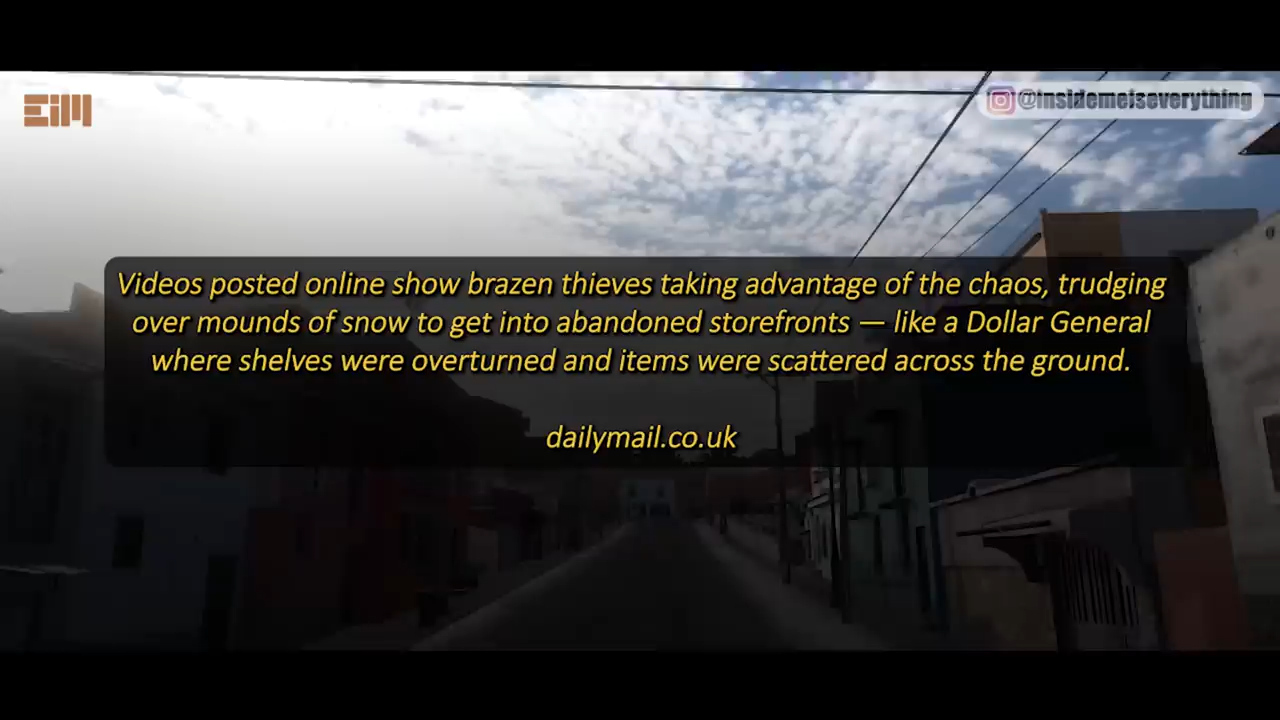 EiM
@insidemeiseverything
Videos posted online show brazen thieves taking advantage of the chaos, trudging
over mounds of snow to get into abandoned storefronts — like a Dollar General
where shelves were overturned and items were scattered across the ground.
dailymail.co.uk